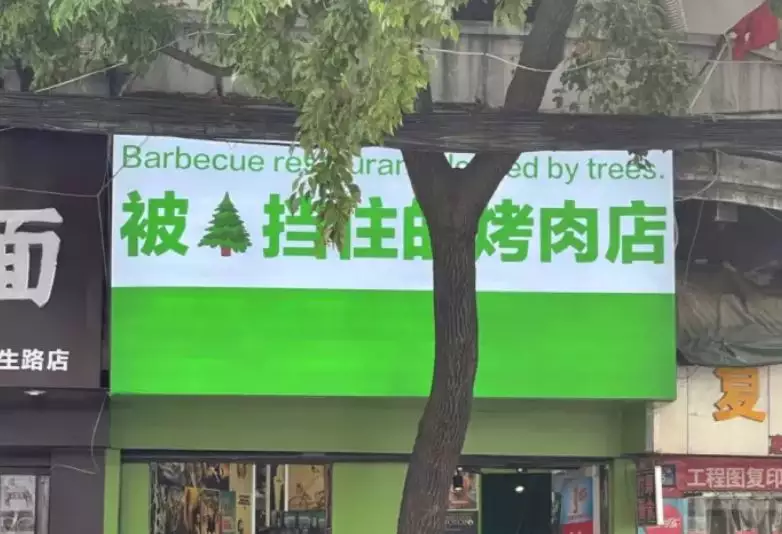 Barbecue by trees.
被🌲挡住的烤肉店
面
生路店
复
工程图复印